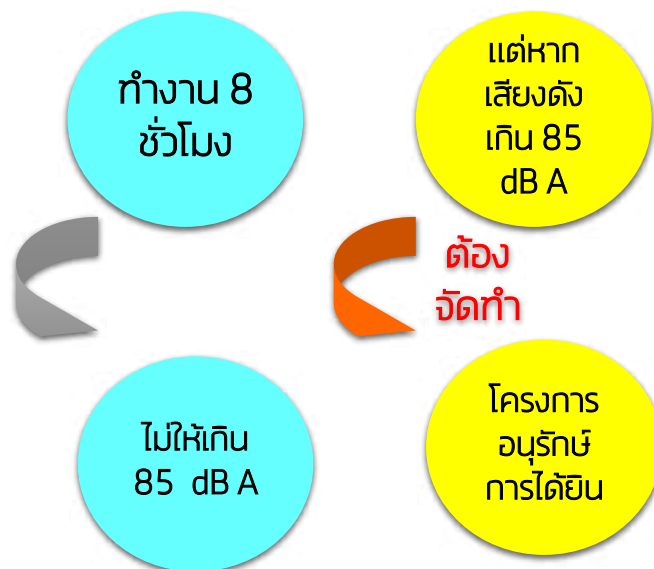 ทำงาน 8
ชั่วโมง
ไม่ให้เกิน
85 dB A
แต่หาก
เสียงดัง
เกิน 85
dB A
ต้อง
จัดทำ
โครงการ
อนุรักษ์
การได้ยิน